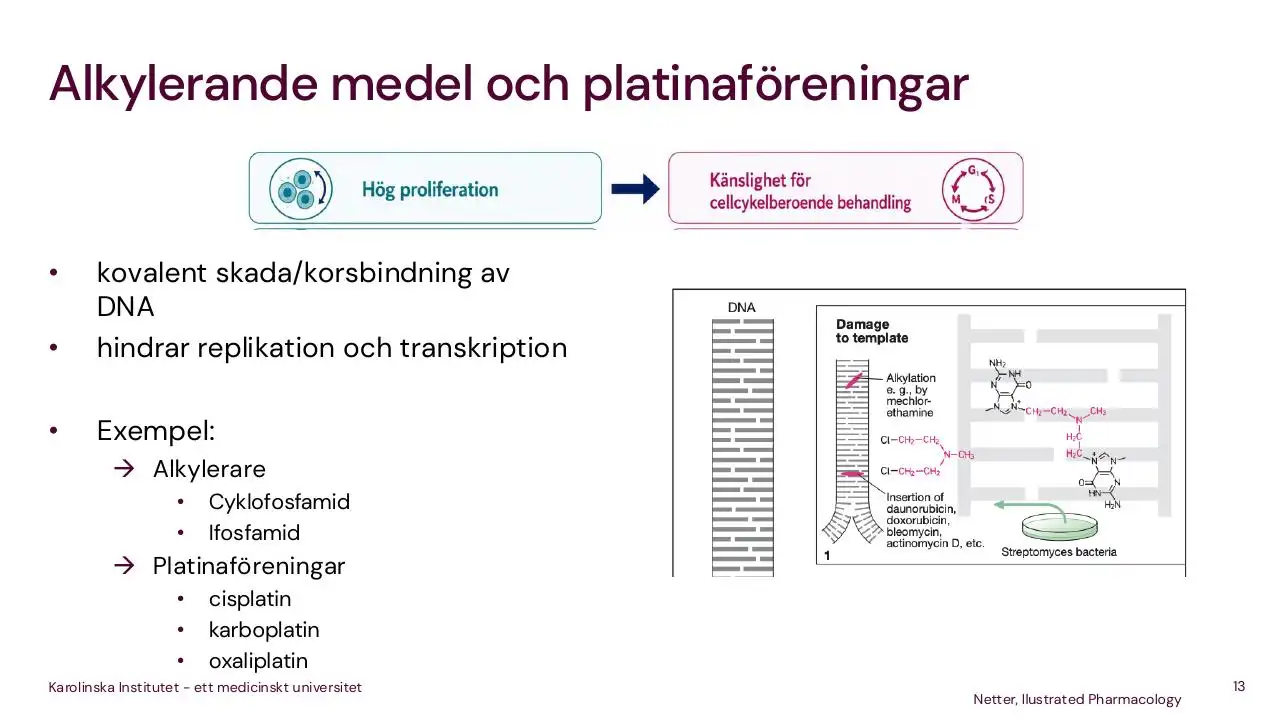 Alkylerande medel och platinaföreningar
Hög proliferation
Känslighet för
cellcykelberoende behandling
G₁
M
S
• kovalent skada/korsbindning av
DNA
• hindrar replikation och transkription
• Exempel:
→ Alkylerare
• Cyklofosfamid
• Ifosfamid
→ Platinaföreningar
• cisplatin
• karboplatin
• oxaliplatin
DNA
Damage
to template
Alkylation
e. g., by
mechlor-
ethamine
Cl–CH₂–CH₂
N–CH₃
Cl–CH₂–CH₂
Insertion of
daunorubicin,
doxorubicin,
bleomycin,
actinomycin D, etc.
1
NH₂
N
NH
O
N
N⁺
CH₂–CH₂
CH₃
N
H₂C
H₂C
N⁺
N
O
N
HN
H₂N
Streptomyces bacteria
Karolinska Institutet - ett medicinskt universitet
Netter, Ilustrated Pharmacology
13